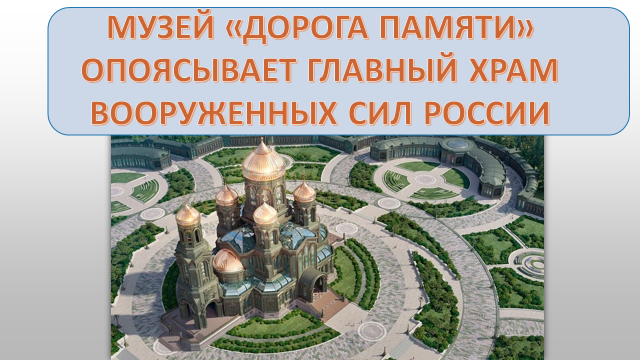 МУЗЕЙ «ДОРОГА ПАМЯТИ»
ОПОЯСЫВАЕТ ГЛАВНЫЙ ХРАМ
ВООРУЖЕННЫХ СИЛ РОССИИ